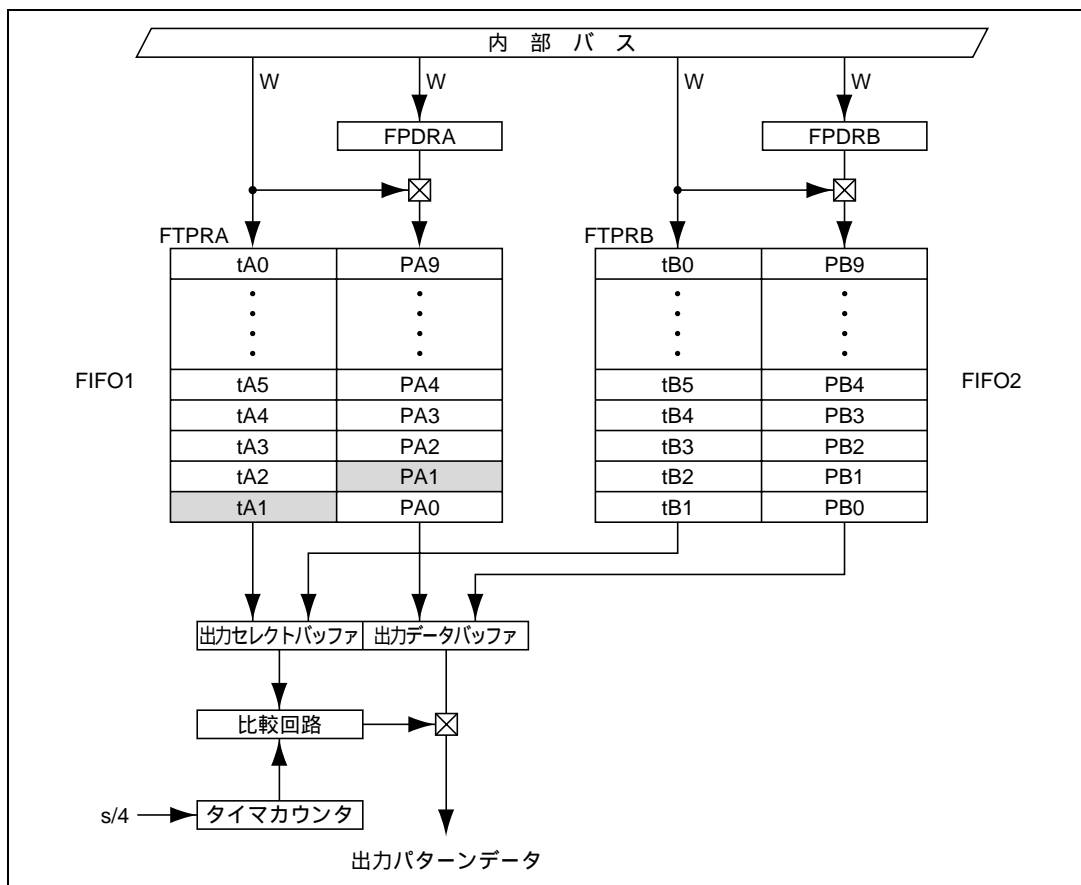 内 部 バ ス
W W W W
FPDRA FPDRB
FTPRA FTPRB
tA0 PA9 tB0 PB9
FIFO1 FIFO2
tA5 PA4 tB5 PB4
tA4 PA3 tB4 PB3
tA3 PA2 tB3 PB2
tA2 PA1 tB2 PB1
tA1 PA0 tB1 PB0
出力セレクトバッファ 出力データバッファ
比較回路
s/4 タイマカウンタ
出力パターンデータ